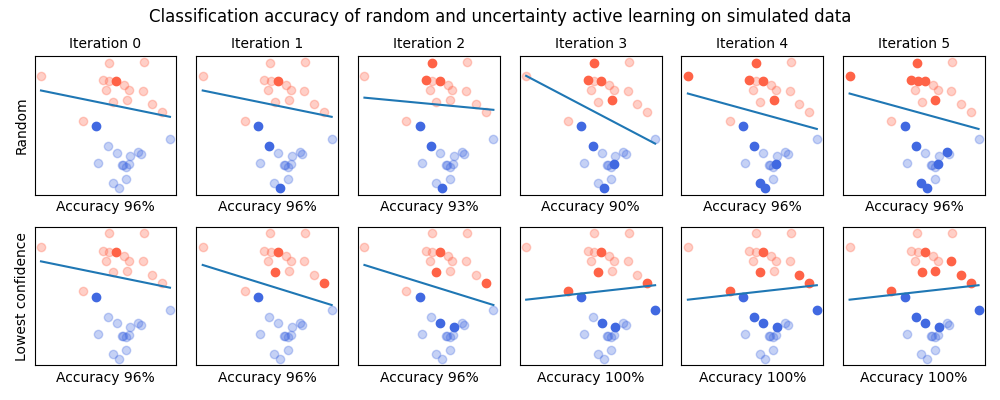 Classification accuracy of random and uncertainty active learning on simulated data
Iteration 0
Iteration 1
Iteration 2
Iteration 3
Iteration 4
Iteration 5
Random
Accuracy 96%
Accuracy 96%
Accuracy 93%
Accuracy 90%
Accuracy 96%
Accuracy 96%
Lowest confidence
Accuracy 96%
Accuracy 96%
Accuracy 96%
Accuracy 100%
Accuracy 100%
Accuracy 100%